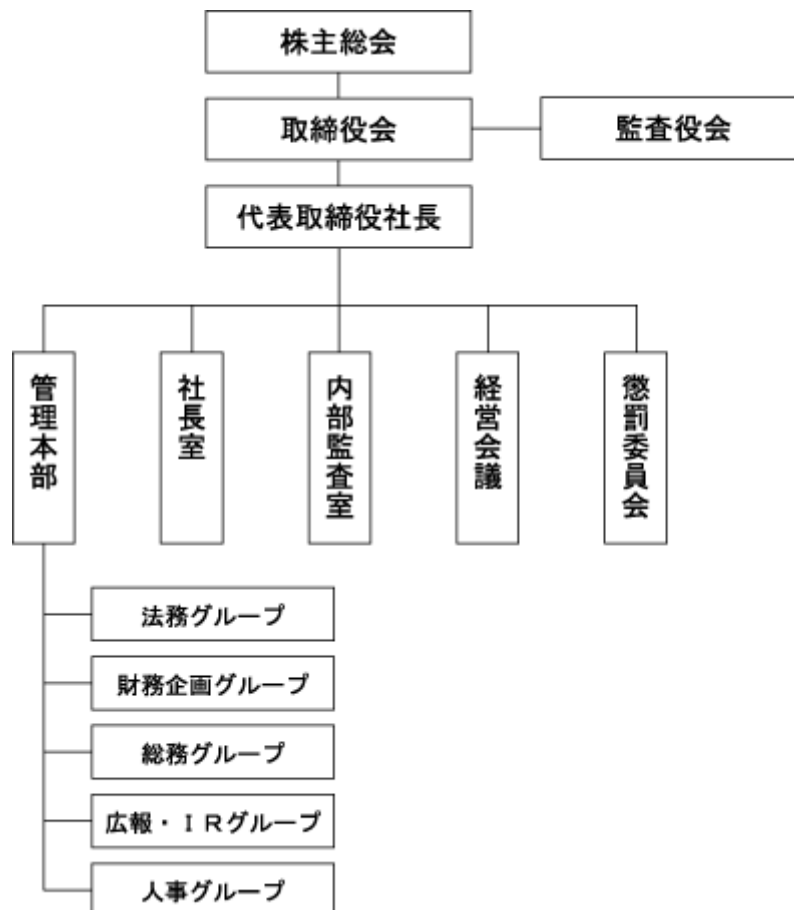 株主総会
取締役会
監査役会
代表取締役社長
管理本部
社長室
内部監査室
経営会議
懲罰委員会
法務グループ
財務企画グループ
総務グループ
広報・ＩＲグループ
人事グループ